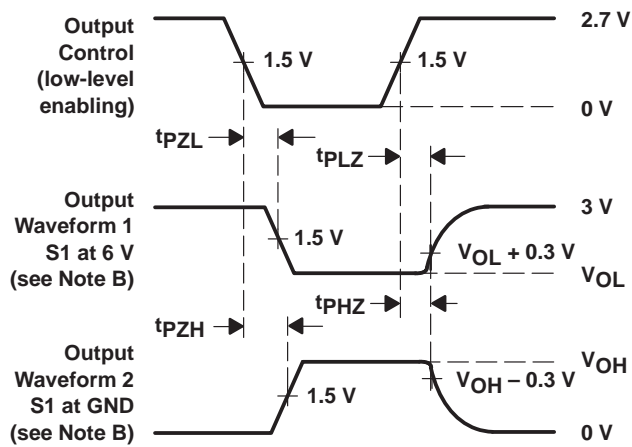 Output
Control
(low-level
enabling)
2.7 V
1.5 V
1.5 V
0 V
tPZL
tPLZ
Output
Waveform 1
S1 at 6 V
(see Note B)
3 V
1.5 V
VOL + 0.3 V
VOL
tPHZ
tPZH
Output
Waveform 2
S1 at GND
(see Note B)
VOH
VOH − 0.3 V
1.5 V
0 V